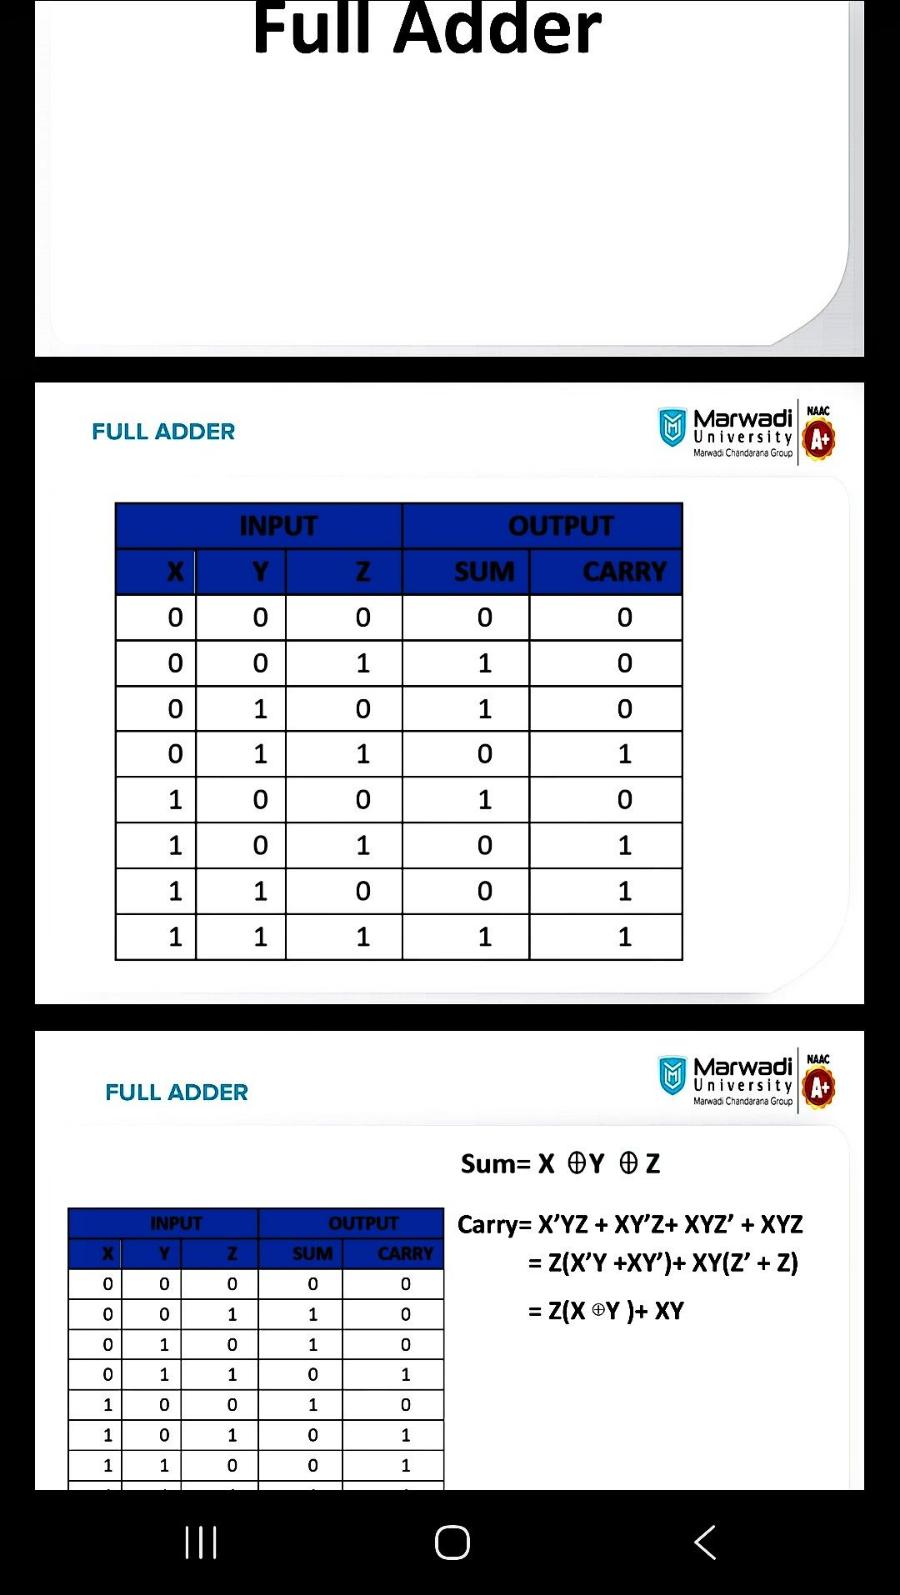 Full Adder
FULL ADDER
Marwadi
University
Marwadi Chandarana Group
NAAC
A+
INPUT OUTPUT
X Y Z SUM CARRY
0 0 0 0 0
0 0 1 1 0
0 1 0 1 0
0 1 1 0 1
1 0 0 1 0
1 0 1 0 1
1 1 0 0 1
1 1 1 1 1
FULL ADDER
Marwadi
University
Marwadi Chandarana Group
NAAC
A+
Sum= X ⊕Y ⊕ Z
Carry= X’YZ + XY’Z+ XYZ’ + XYZ
= Z(X’Y +XY’)+ XY(Z’ + Z)
= Z(X ⊕Y )+ XY
INPUT OUTPUT
X Y Z SUM CARRY
0 0 0 0 0
0 0 1 1 0
0 1 0 1 0
0 1 1 0 1
1 0 0 1 0
1 0 1 0 1
1 1 0 0 1